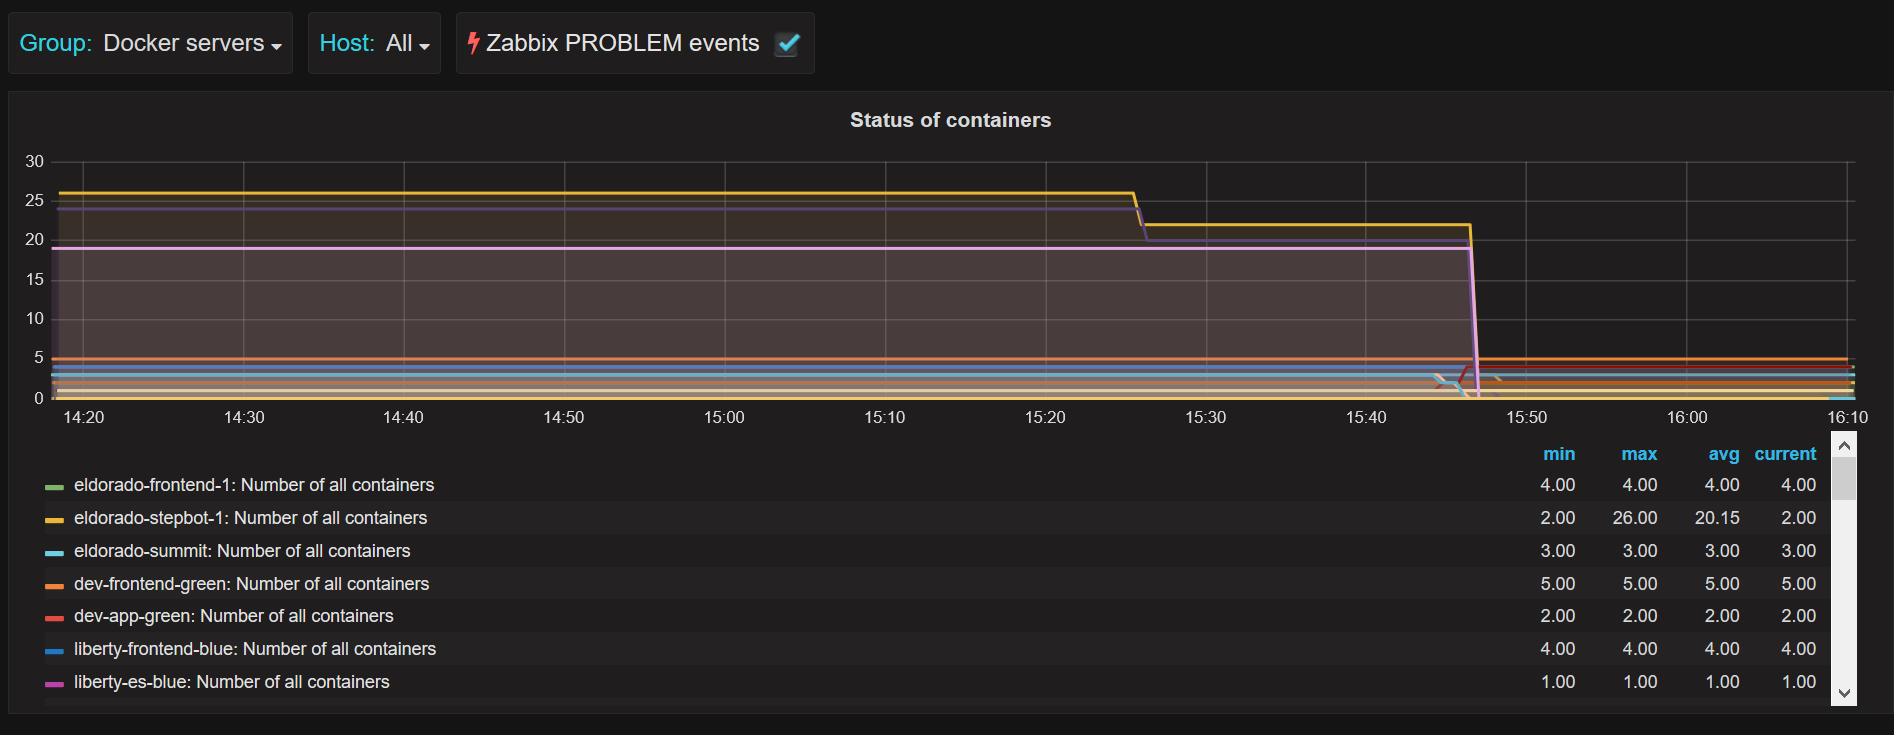 Group: Docker servers Host: All Zabbix PROBLEM events
Status of containers
30
25
20
15
10
5
0
14:20 14:30 14:40 14:50 15:00 15:10 15:20 15:30 15:40 15:50 16:00 16:10
min max avg current
eldorado-frontend-1: Number of all containers 4.00 4.00 4.00 4.00
eldorado-stepbot-1: Number of all containers 2.00 26.00 20.15 2.00
eldorado-summit: Number of all containers 3.00 3.00 3.00 3.00
dev-frontend-green: Number of all containers 5.00 5.00 5.00 5.00
dev-app-green: Number of all containers 2.00 2.00 2.00 2.00
liberty-frontend-blue: Number of all containers 4.00 4.00 4.00 4.00
liberty-es-blue: Number of all containers 1.00 1.00 1.00 1.00